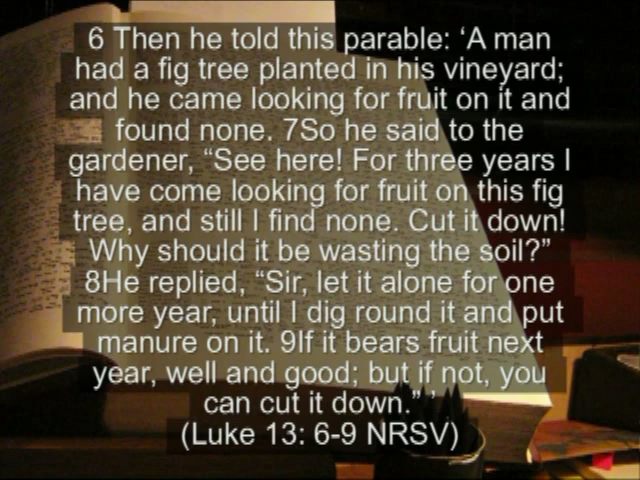 6 Then he told this parable: ‘A man
had a fig tree planted in his vineyard;
and he came looking for fruit on it and
found none. 7So he said to the
gardener, “See here! For three years I
have come looking for fruit on this fig
tree, and still I find none. Cut it down!
Why should it be wasting the soil?”
8He replied, “Sir, let it alone for one
more year, until I dig round it and put
manure on it. 9If it bears fruit next
year, well and good; but if not, you
can cut it down.” ’
(Luke 13: 6-9 NRSV)